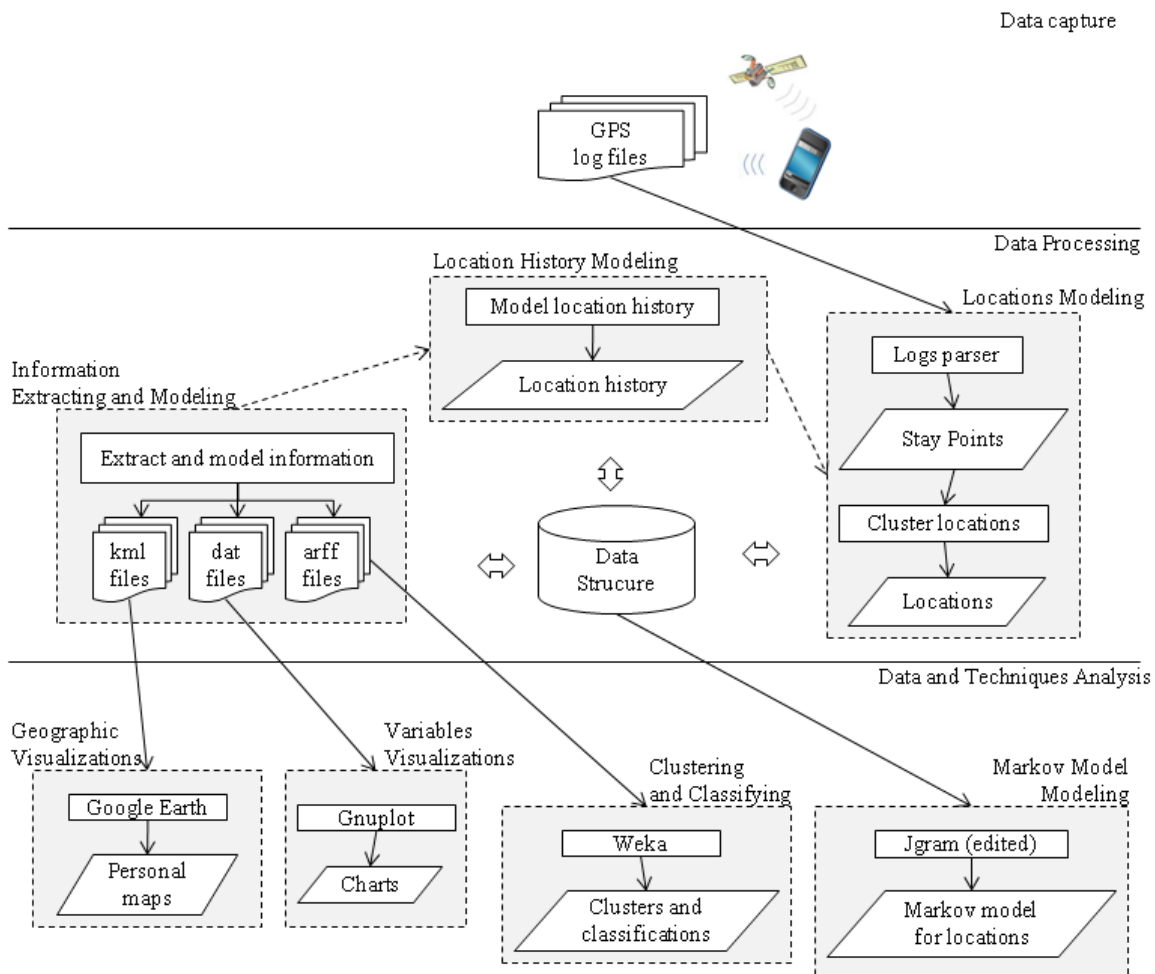 Data capture
GPS
log files
Data Processing
Location History Modeling
Model location history
Location history
Locations Modeling
Logs parser
Stay Points
Cluster locations
Locations
Information
Extracting and Modeling
Extract and model information
kml
files
dat
files
arff
files
Data
Strucure
Data and Techniques Analysis
Geographic
Visualizations
Google Earth
Personal
maps
Variables
Visualizations
Gnuplot
Charts
Clustering
and Classifying
Weka
Clusters and
classifications
Markov Model
Modeling
Jgram (edited)
Markov model
for locations